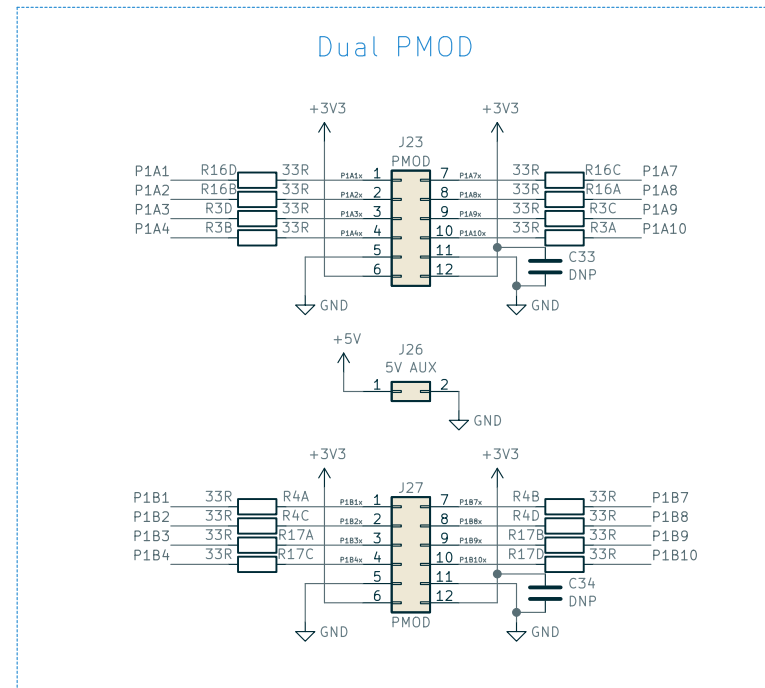 Dual PMOD
+3V3 +3V3
J23
PMOD
P1A1 R16D 33R P1A1x 1 7 P1A7x 33R R16C P1A7
P1A2 R16B 33R P1A2x 2 8 P1A8x 33R R16A P1A8
P1A3 R3D 33R P1A3x 3 9 P1A9x 33R R3C P1A9
P1A4 R3B 33R P1A4x 4 10 P1A10x 33R R3A P1A10
5 11
6 12
C33
DNP
GND GND
+5V
J26
5V AUX
1 2
GND
+3V3 +3V3
J27
P1B1 33R R4A P1B1x 1 7 P1B7x R4B 33R P1B7
P1B2 33R R4C P1B2x 2 8 P1B8x R4D 33R P1B8
P1B3 33R R17A P1B3x 3 9 P1B9x R17B 33R P1B9
P1B4 33R R17C P1B4x 4 10 P1B10x R17D 33R P1B10
5 11
6 12
C34
DNP
PMOD
GND GND